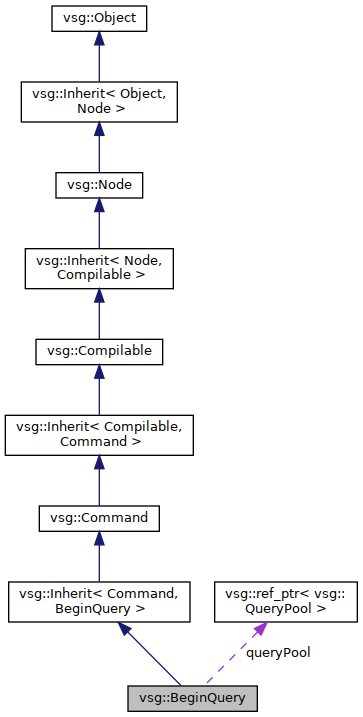 vsg::Object
vsg::Inherit< Object,
Node >
vsg::Node
vsg::Inherit< Node,
Compilable >
vsg::Compilable
vsg::Inherit< Compilable,
Command >
vsg::Command
vsg::Inherit< Command,
BeginQuery >
vsg::ref_ptr< vsg::
QueryPool >
queryPool
vsg::BeginQuery